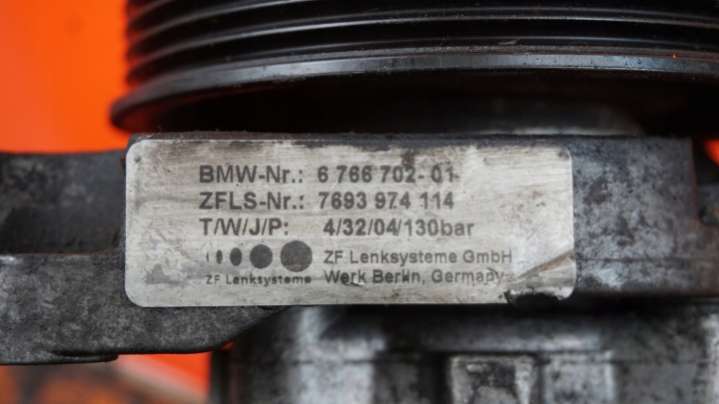 BMW-Nr.: 6 766 702-01
ZFLS-Nr.: 7693 974 114
T/W/J/P: 4/32/04/130bar
ZF Lenksysteme GmbH
ZF Lenksysteme Werk Berlin, Germany